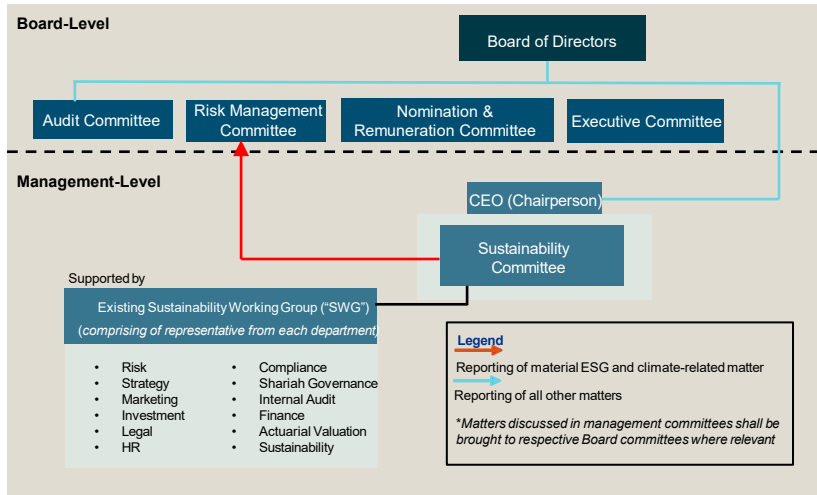 Board-Level
Board of Directors
Audit Committee
Risk Management
Committee
Nomination &
Remuneration Committee
Executive Committee
Management-Level
CEO (Chairperson)
Sustainability
Committee
Supported by
Existing Sustainability Working Group (“SWG”)
(comprising of representative from each department)
• Risk
• Strategy
• Marketing
• Investment
• Legal
• HR
• Compliance
• Shariah Governance
• Internal Audit
• Finance
• Actuarial Valuation
• Sustainability
Legend
Reporting of material ESG and climate-related matter
Reporting of all other matters
*Matters discussed in management committees shall be
brought to respective Board committees where relevant